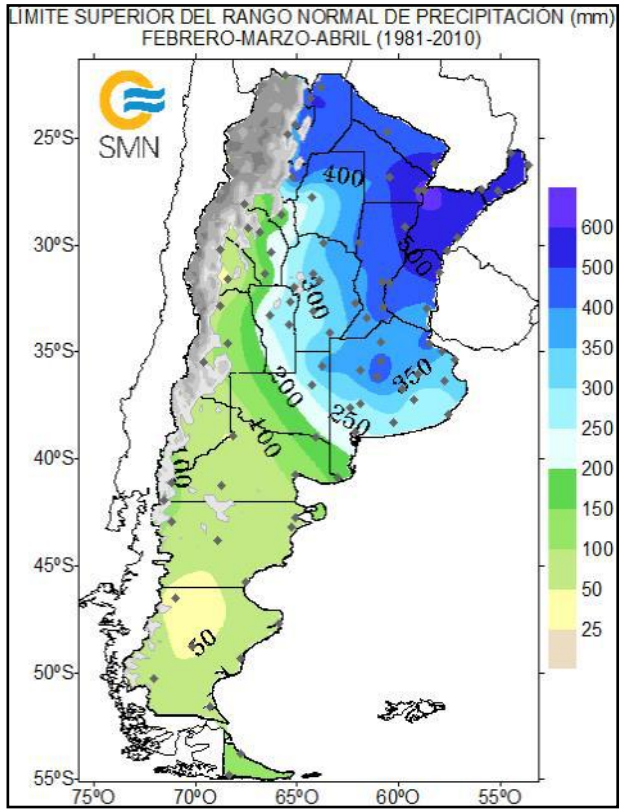 LÍMITE SUPERIOR DEL RANGO NORMAL DE PRECIPITACIÓN (mm)
FEBRERO-MARZO-ABRIL (1981-2010)
SMN
25ºS
30ºS
35ºS
40ºS
45ºS
50ºS
55ºS
75ºO
70ºO
65ºO
60ºO
55ºO
400
500
300
350
200
250
100
100
50
600
500
400
350
300
250
200
150
100
50
25